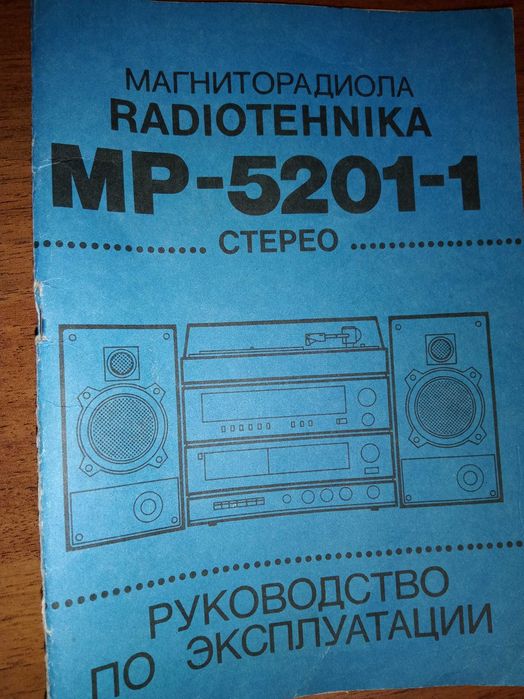 МАГНИТОРАДИОЛА
RADIOTEHNIKA
МР-5201-1
СТЕРЕО
РУКОВОДСТВО
ПО ЭКСПЛУАТАЦИИ